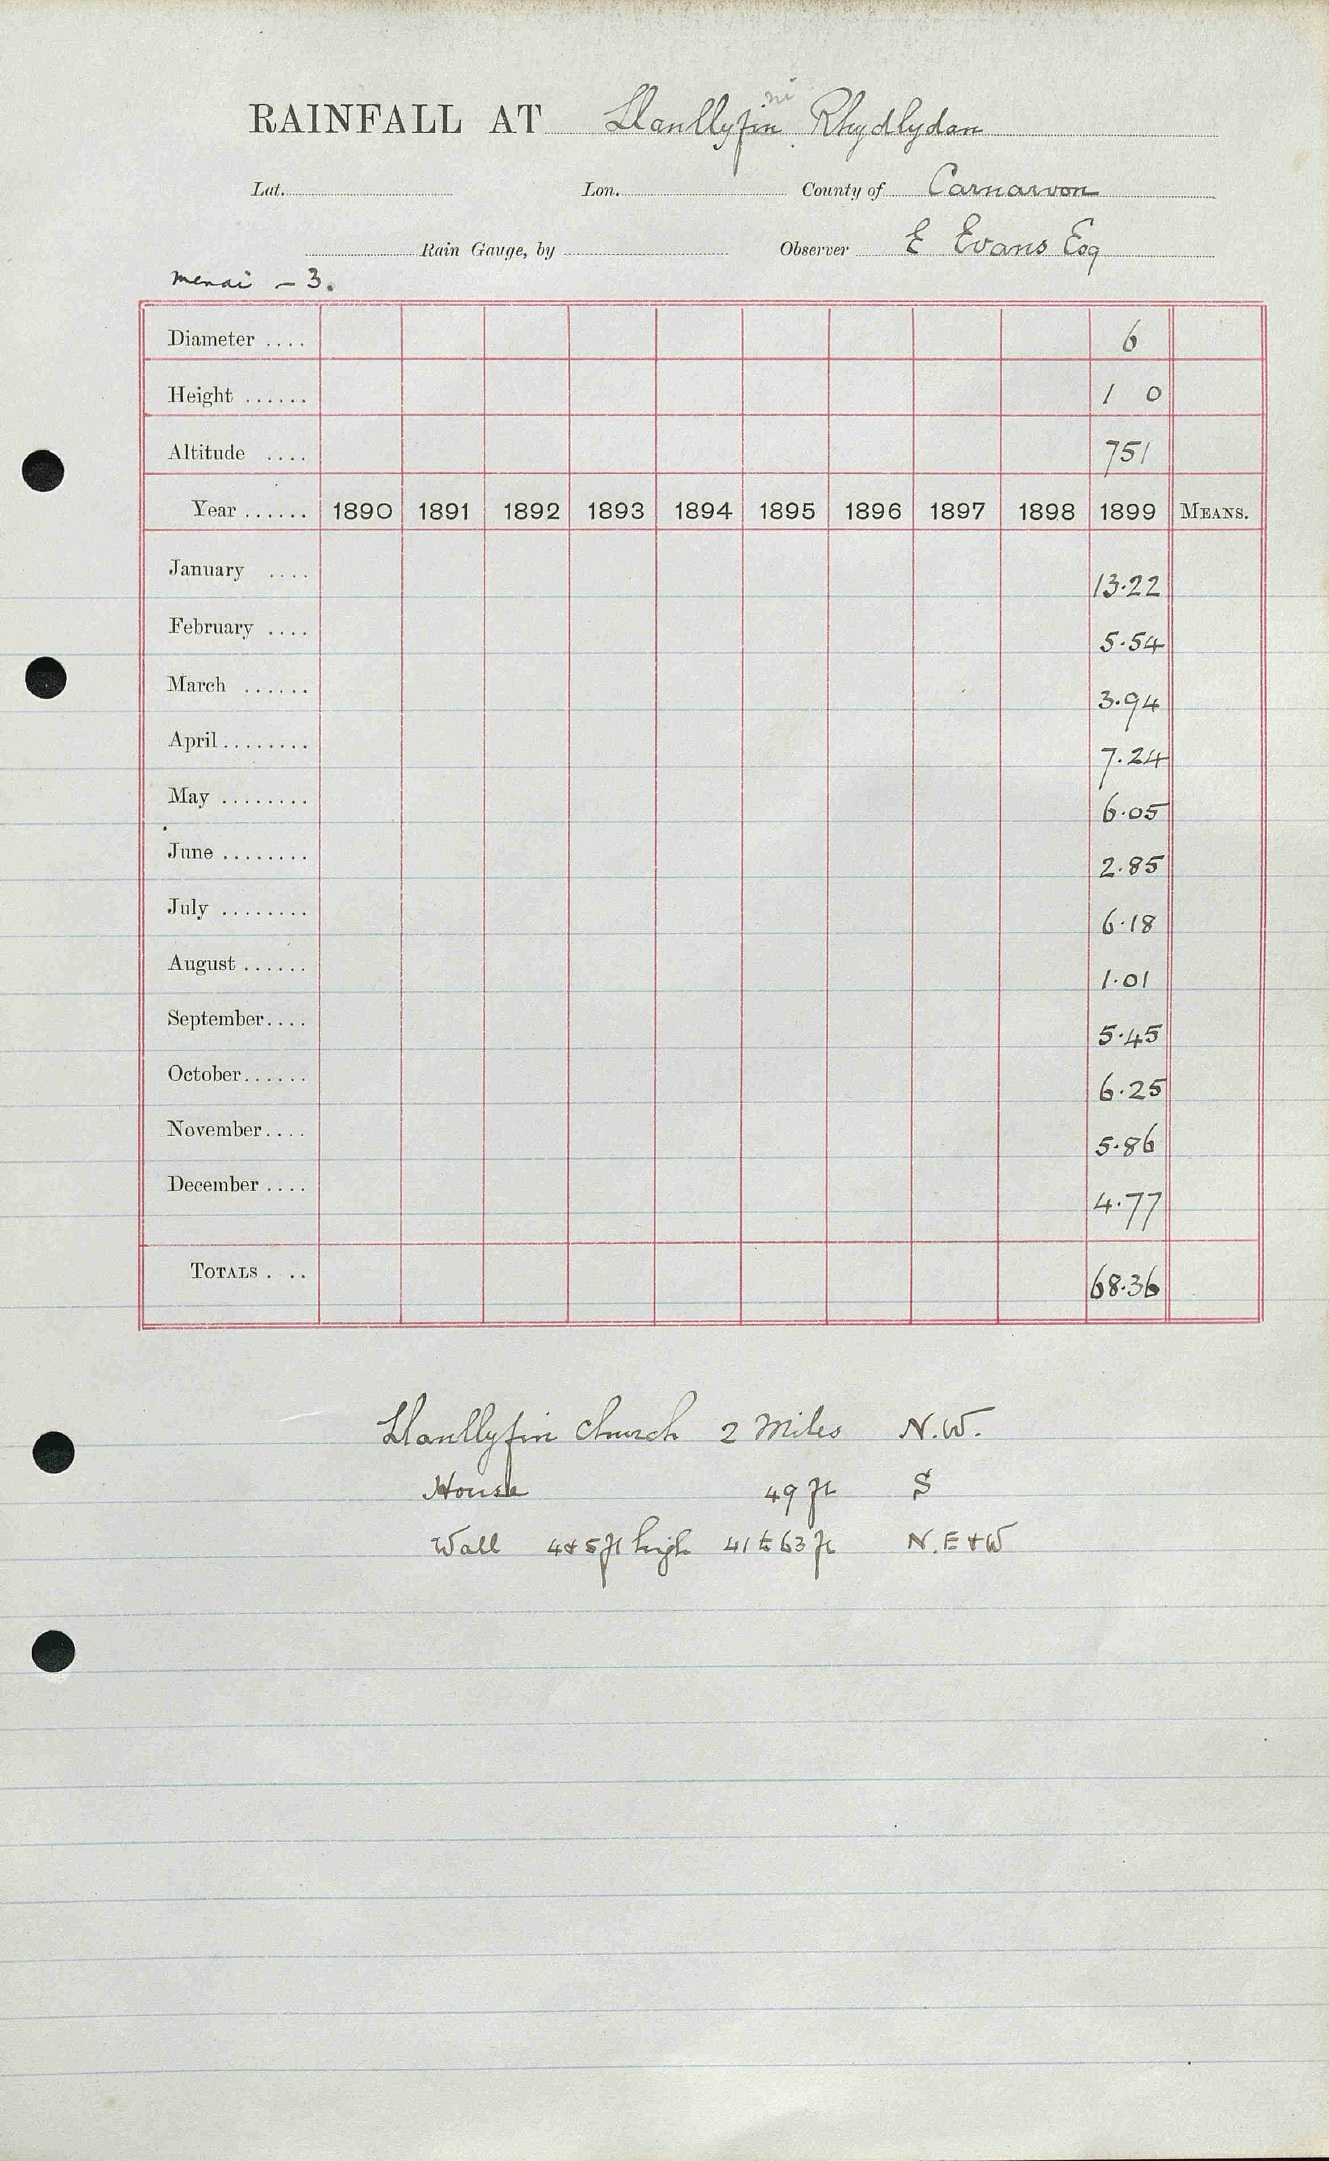 RAINFALL AT Llanllyfin ni Rhydlydan
Lat. Lon. County of Carnarvon
Rain Gauge, by Observer E Evans Esq
Menai - 3.
Diameter .... 6
Height ...... 1 0
Altitude .... 751
Year ...... 1890 1891 1892 1893 1894 1895 1896 1897 1898 1899 MEANS.
January .... 13.22
February .... 5.54
March ...... 3.94
April ........ 7.24
May ........ 6.05
June ........ 2.85
July ........ 6.18
August ...... 1.01
September .... 5.45
October ...... 6.25
November .... 5.86
December .... 4.77
TOTALS . .. 68.36
Llanllyfin Church 2 Miles N.W.
House 49 ft S
Wall 4 & 5 ft high 41 to 63 ft N. E & W